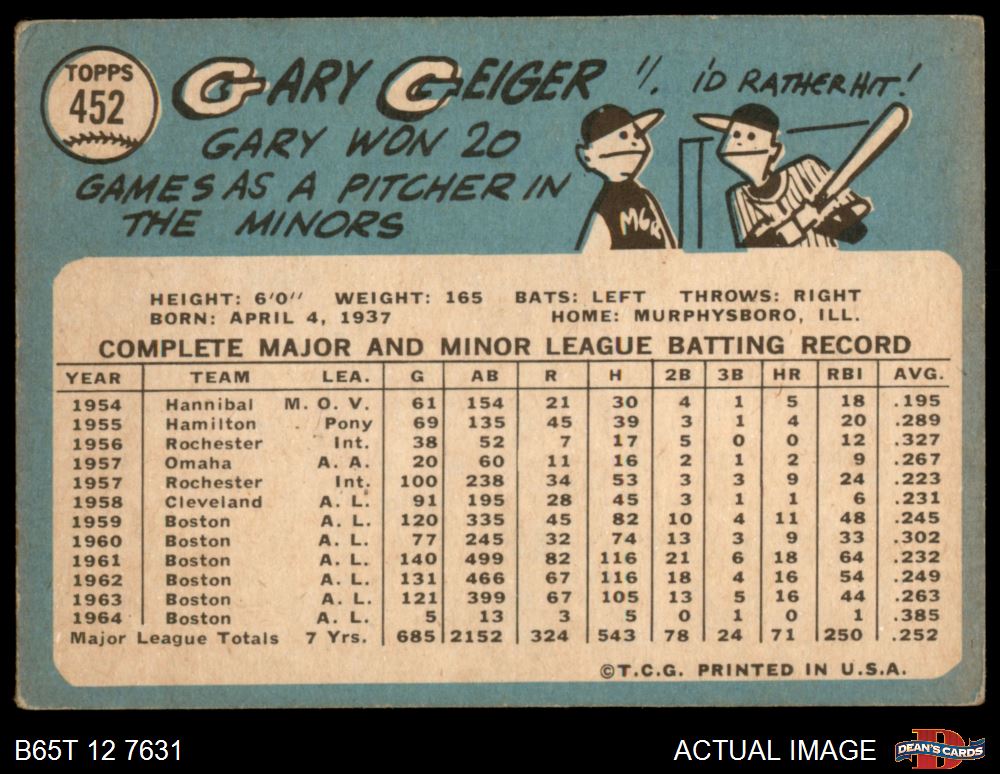 TOPPS
452
GARY GEIGER
GARY WON 20
GAMES AS A PITCHER IN
THE MINORS
I'D RATHER HIT!
MGR
HEIGHT: 6'0" WEIGHT: 165 BATS: LEFT THROWS: RIGHT
BORN: APRIL 4, 1937 HOME: MURPHYSBORO, ILL.
COMPLETE MAJOR AND MINOR LEAGUE BATTING RECORD
YEAR TEAM LEA. G AB R H 2B 3B HR RBI AVG.
1954 Hannibal M. O. V. 61 154 21 30 4 1 5 18 .195
1955 Hamilton Pony 69 135 45 39 3 1 4 20 .289
1956 Rochester Int. 38 52 7 17 5 0 0 12 .327
1957 Omaha A. A. 20 60 11 16 2 1 2 9 .267
1957 Rochester Int. 100 238 34 53 3 3 9 24 .223
1958 Cleveland A. L. 91 195 28 45 3 1 1 6 .231
1959 Boston A. L. 120 335 45 82 10 4 11 48 .245
1960 Boston A. L. 77 245 32 74 13 3 9 33 .302
1961 Boston A. L. 140 499 82 116 21 6 18 64 .232
1962 Boston A. L. 131 466 67 116 18 4 16 54 .249
1963 Boston A. L. 121 399 67 105 13 5 16 44 .263
1964 Boston A. L. 5 13 3 5 0 1 0 1 .385
Major League Totals 7 Yrs. 685 2152 324 543 78 24 71 250 .252
©T.C.G. PRINTED IN U.S.A.
B65T 12 7631
ACTUAL IMAGE
D
DEAN'S CARDS